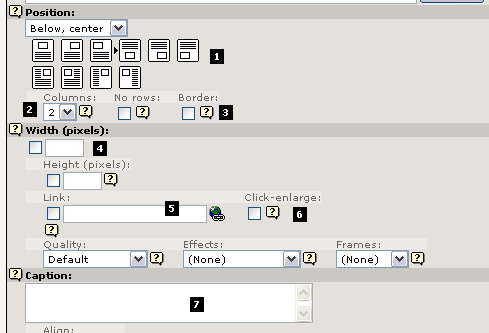 ? Position:
Below, center
1
Columns: No rows: Border:
2 2 ? ? ? 3
? Width (pixels):
4
Height (pixels):
?
Link: Click-enlarge:
5 ? 6
?
Quality: Effects: Frames:
Default ? (None) ? (None) ?
? Caption:
7
Align: